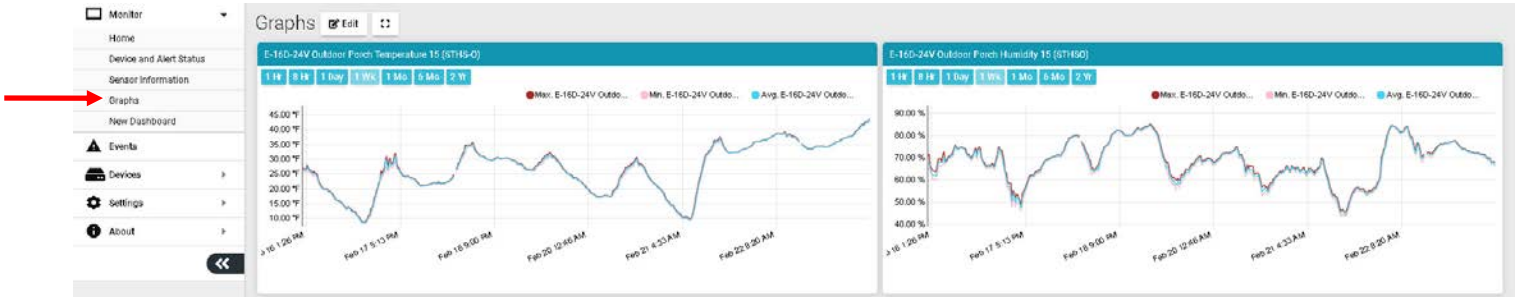 Monitor
Home
Device and Alert Status
Sensor Information
Graphs
New Dashboard
Events
Devices
Settings
About
Graphs
Edit
E-16D-24V Outdoor Porch Temperature 15 (STHS-O)
1 Hr 8 Hr 1 Day 1 Wk 1 Mo 6 Mo 2 Yr
Max. E-16D-24V Outdo... Min. E-16D-24V Outdo... Avg. E-16D-24V Outdo...
45.00 °F
40.00 °F
35.00 °F
30.00 °F
25.00 °F
20.00 °F
15.00 °F
10.00 °F
16 1:26 PM Feb 17 5:13 PM Feb 18 9:00 PM Feb 20 12:46 AM Feb 21 4:33 AM Feb 22 8:20 AM
E-16D-24V Outdoor Porch Humidity 15 (STHSO)
1 Hr 8 Hr 1 Day 1 Wk 1 Mo 6 Mo 2 Yr
Max. E-16D-24V Outdo... Min. E-16D-24V Outdo... Avg. E-16D-24V Outdo...
90.00 %
80.00 %
70.00 %
60.00 %
50.00 %
40.00 %
16 1:26 PM Feb 17 5:13 PM Feb 18 9:00 PM Feb 20 12:46 AM Feb 21 4:33 AM Feb 22 8:20 AM